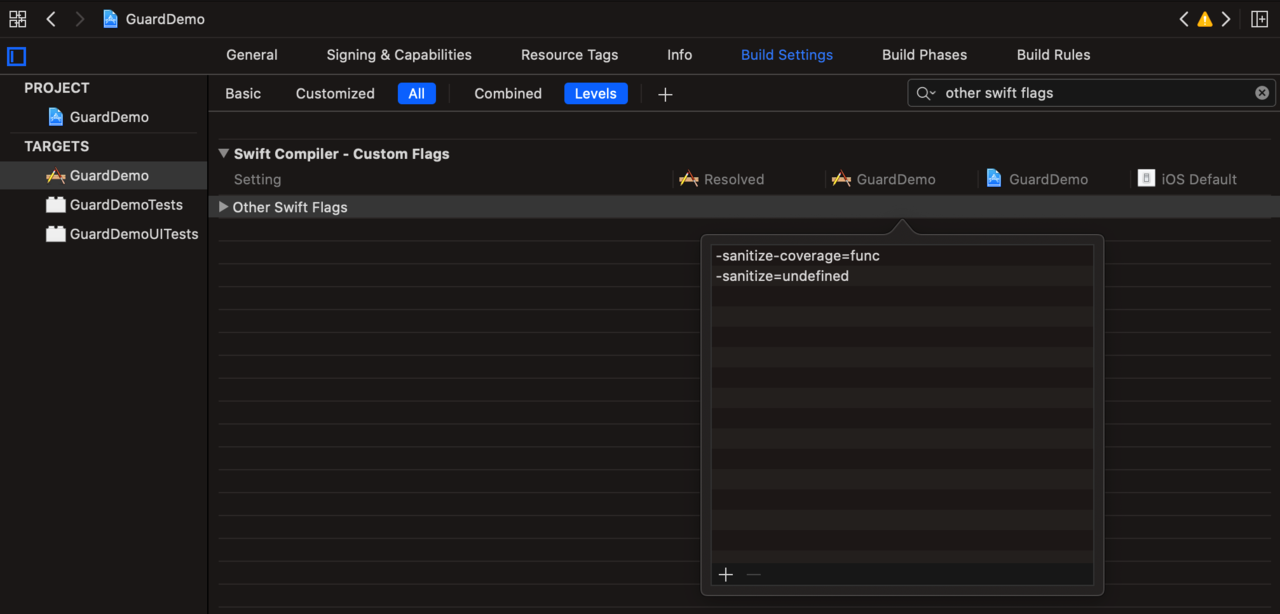 GuardDemo
General Signing & Capabilities Resource Tags Info Build Settings Build Phases Build Rules
PROJECT
GuardDemo
TARGETS
GuardDemo
GuardDemoTests
GuardDemoUITests
Basic Customized All Combined Levels other swift flags
Swift Compiler - Custom Flags
Setting Resolved GuardDemo GuardDemo iOS Default
Other Swift Flags
-sanitize-coverage=func
-sanitize=undefined